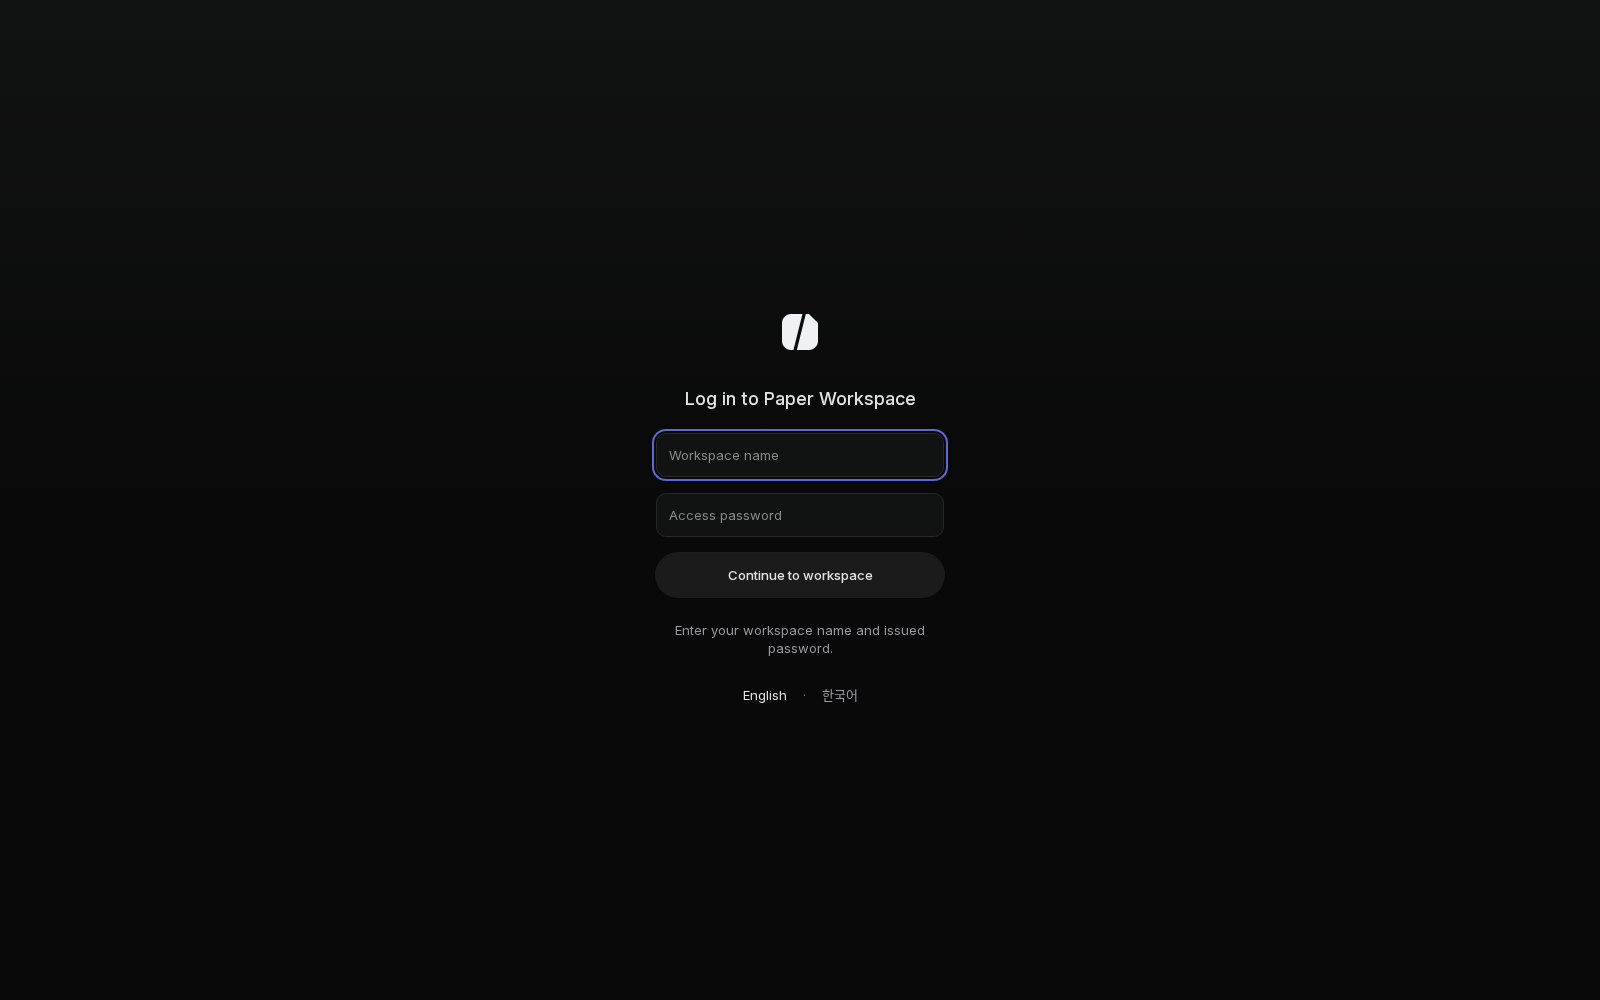 Log in to Paper Workspace
Workspace name
Access password
Continue to workspace
Enter your workspace name and issued
password.
English · 한국어